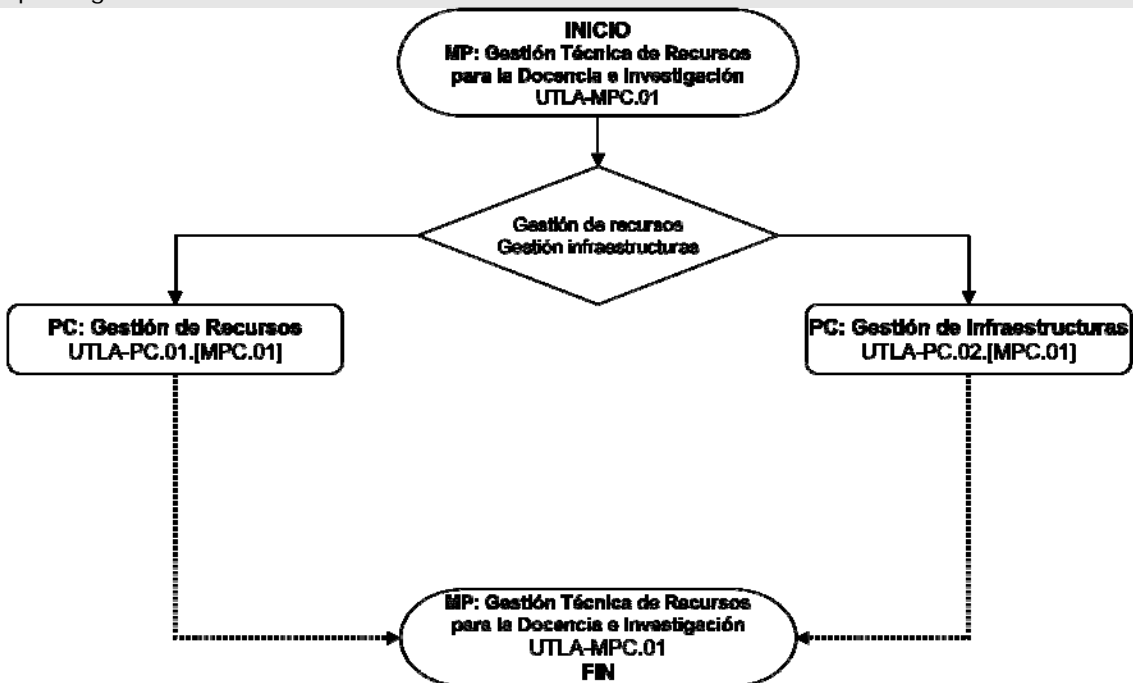 INICIO
MP: Gestión Técnica de Recursos
para la Docencia e Investigación
UTLA-MPC.01
Gestión de recursos
Gestión infraestructuras
PC: Gestión de Recursos
UTLA-PC.01.[MPC.01]
PC: Gestión de Infraestructuras
UTLA-PC.02.[MPC.01]
MP: Gestión Técnica de Recursos
para la Docencia e Investigación
UTLA-MPC.01
FIN